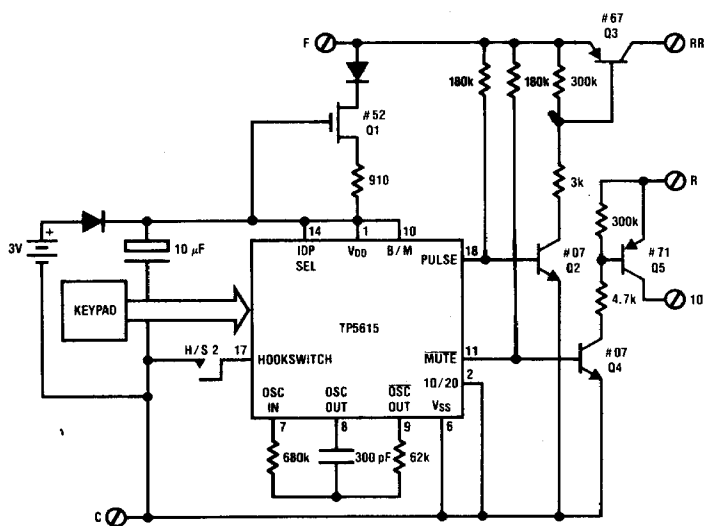 #67
Q3
F
RR
180k
180k
300k
#52
Q1
910
3k
R
300k
3V
+
10 μF
14
1
10
IDP
SEL
VDD
B/M
PULSE
18
#07
Q2
#71
Q5
10
4.7k
KEYPAD
TP5615
H/S 2
17
HOOKSWITCH
MUTE
11
#07
Q4
10/20
2
OSC
IN
OSC
OUT
OSC
OUT
VSS
7
8
9
6
680k
300 pF
62k
C